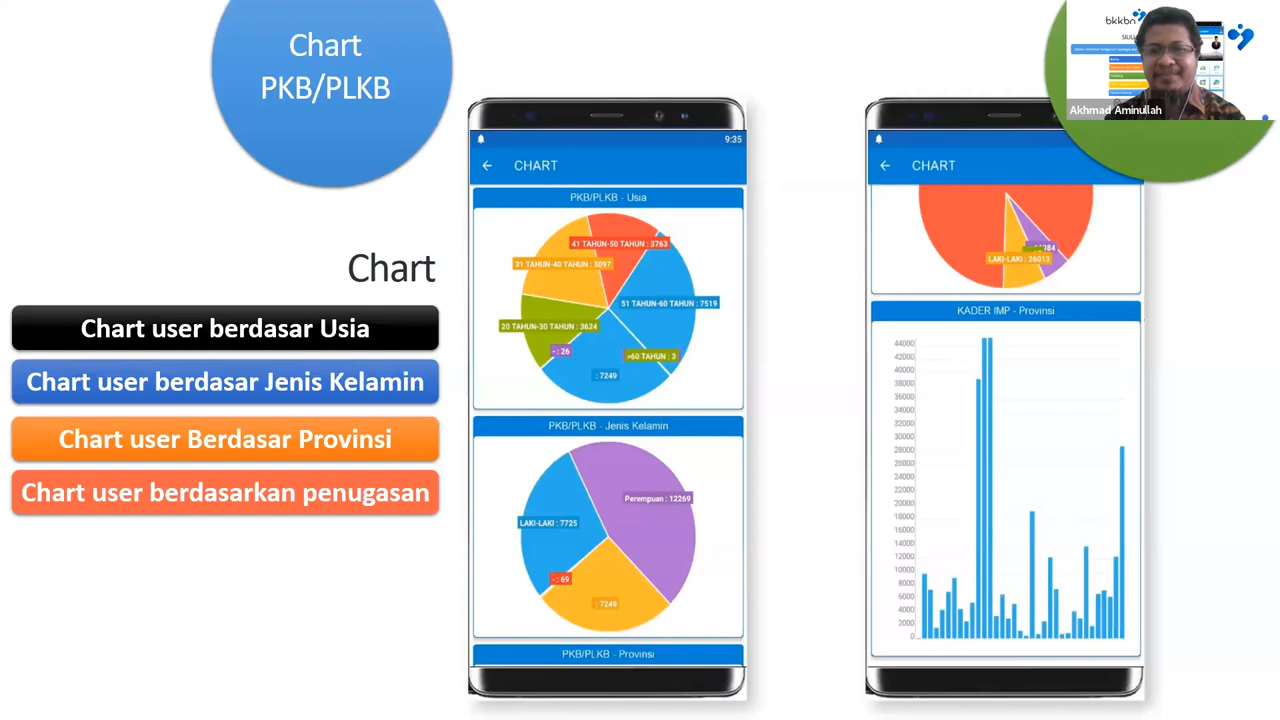 Chart
PKB/PLKB
Chart
Chart user berdasar Usia
Chart user berdasar Jenis Kelamin
Chart user Berdasar Provinsi
Chart user berdasarkan penugasan
9:35
CHART
PKB/PLKB - Usia
41 TAHUN-50 TAHUN : 3763
31 TAHUN-40 TAHUN : 5097
51 TAHUN-60 TAHUN : 7519
20 TAHUN-30 TAHUN : 3624
- : 26
>60 TAHUN : 3
: 7249
PKB/PLKB - Jenis Kelamin
Perempuan : 12269
LAKI-LAKI : 7725
- : 69
: 7249
PKB/PLKB - Provinsi
CHART
LAKI-LAKI : 26013
KADER IMP - Provinsi
44000
42000
40000
38000
36000
34000
32000
30000
28000
26000
24000
22000
20000
18000
16000
14000
12000
10000
8000
6000
4000
2000
0
bkkbn
Akhmad Aminullah